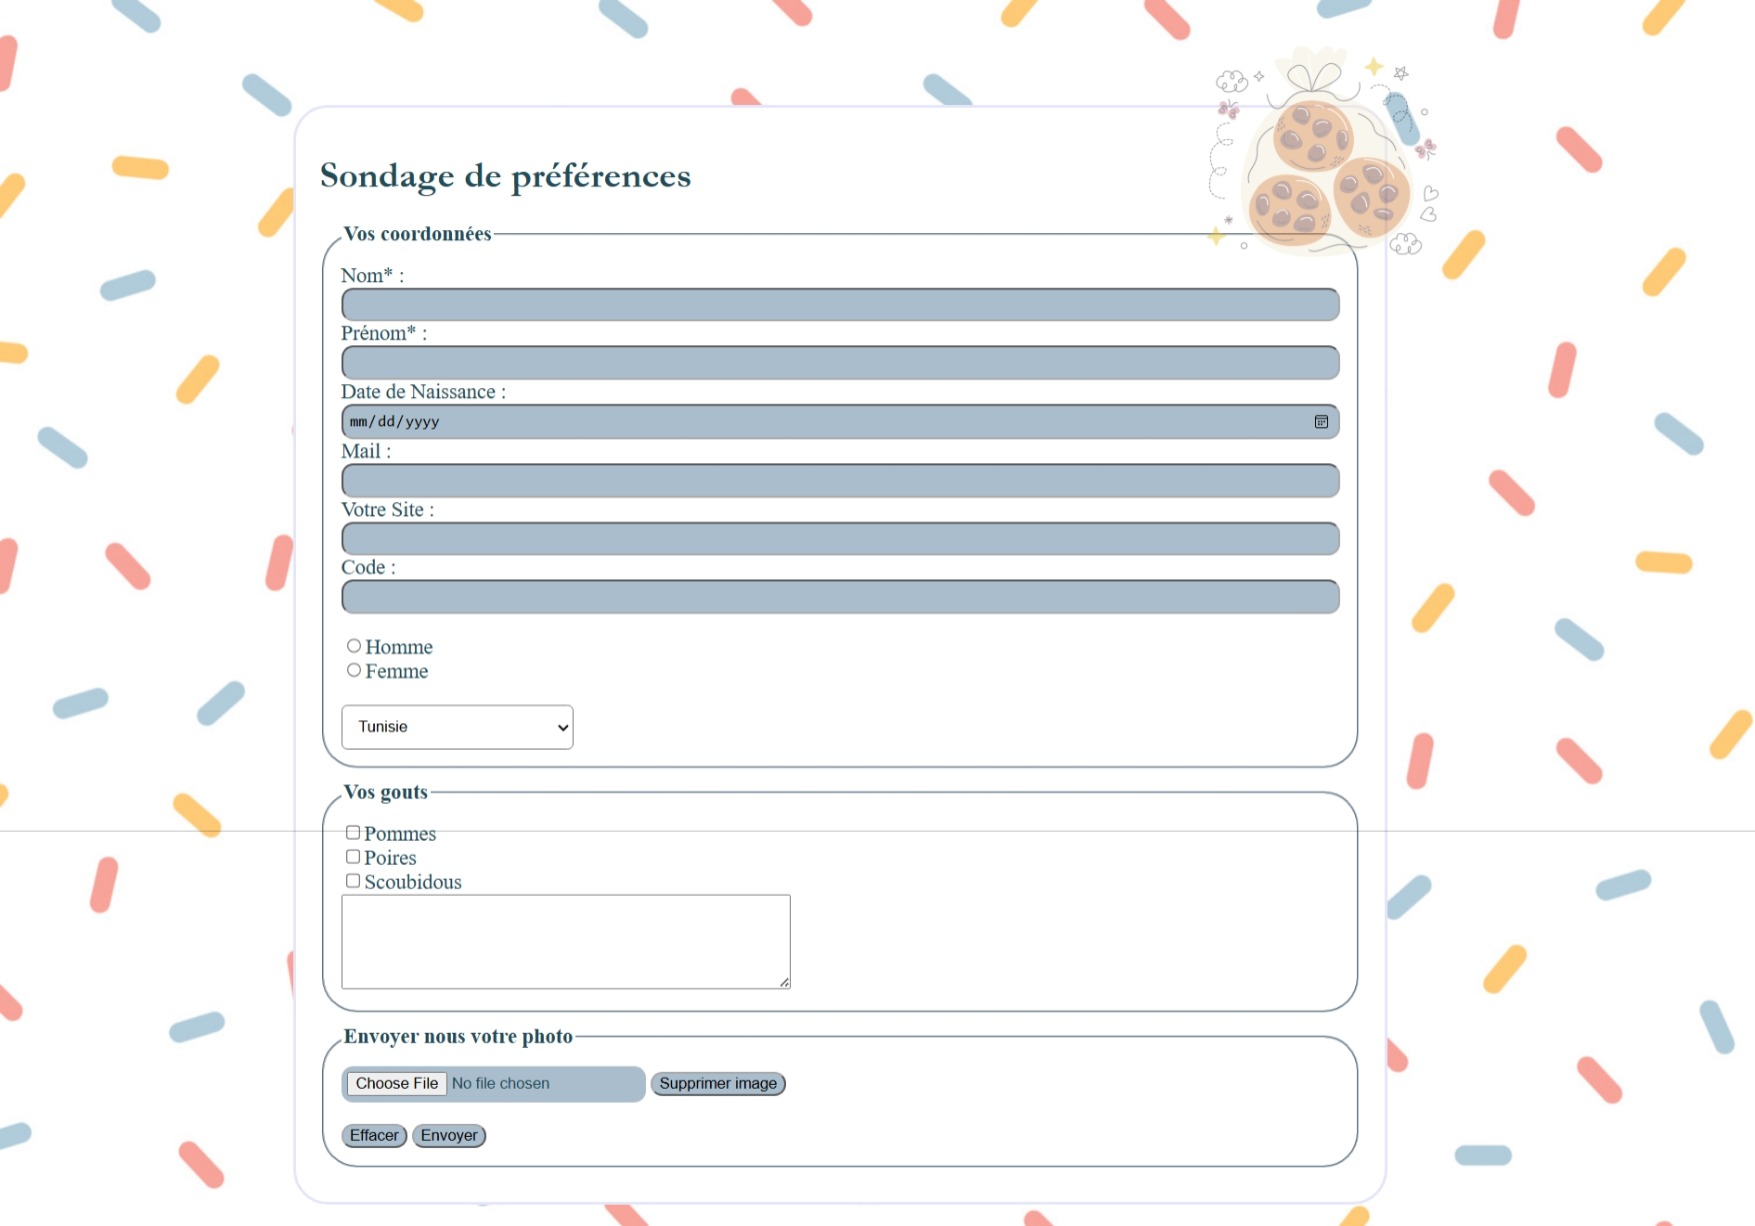 Sondage de préférences
Vos coordonnées
Nom* :
Prénom* :
Date de Naissance :
mm/dd/yyyy
Mail :
Votre Site :
Code :
Homme
Femme
Tunisie
Vos gouts
Pommes
Poires
Scoubidous
Envoyer nous votre photo
Choose File No file chosen Supprimer image
Effacer Envoyer